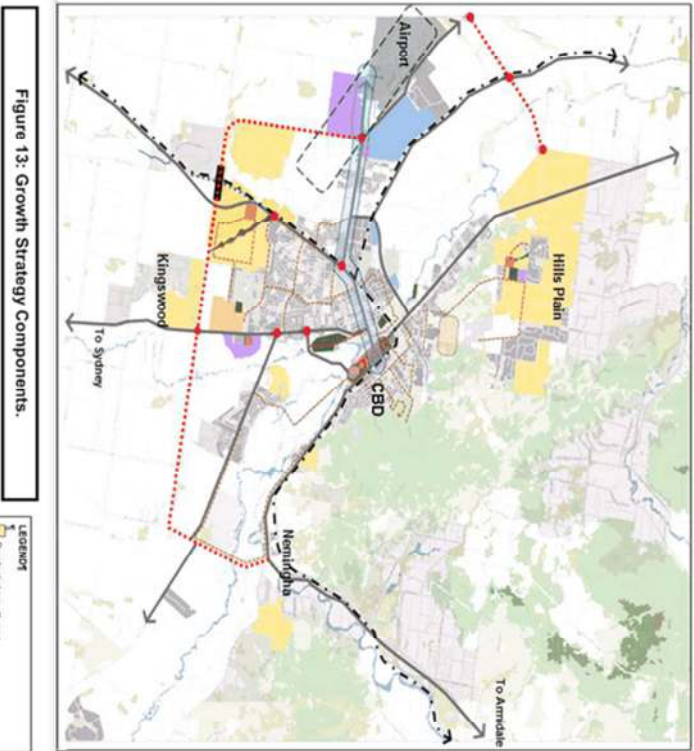 Airport
Hills Plain
CBD
Kingswood
To Sydney
Nemingha
To Armidale
Figure 13: Growth Strategy Components.
LEGEND